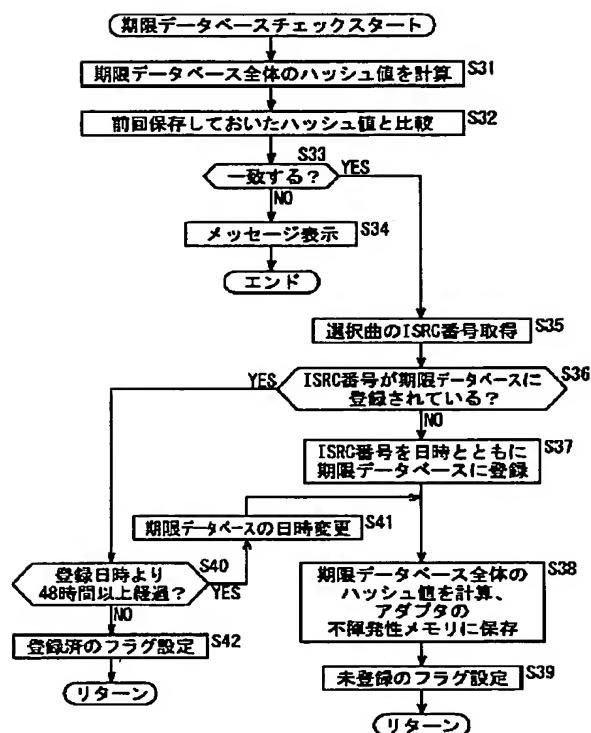 期限データベースチェックスタート
期限データベース全体のハッシュ値を計算
S31
前回保存しておいたハッシュ値と比較
S32
S33
一致する?
YES
NO
メッセージ表示
S34
エンド
選択曲のISRC番号取得
S35
ISRC番号が期限データベースに
登録されている?
S36
YES
NO
ISRC番号を日時とともに
期限データベースに登録
S37
期限データベースの日時変更
S41
登録日時より
48時間以上経過?
S40
YES
NO
期限データベース全体の
ハッシュ値を計算、
アダプタの
不揮発性メモリに保存
S38
登録済のフラグ設定
S42
未登録のフラグ設定
S39
リターン
リターン